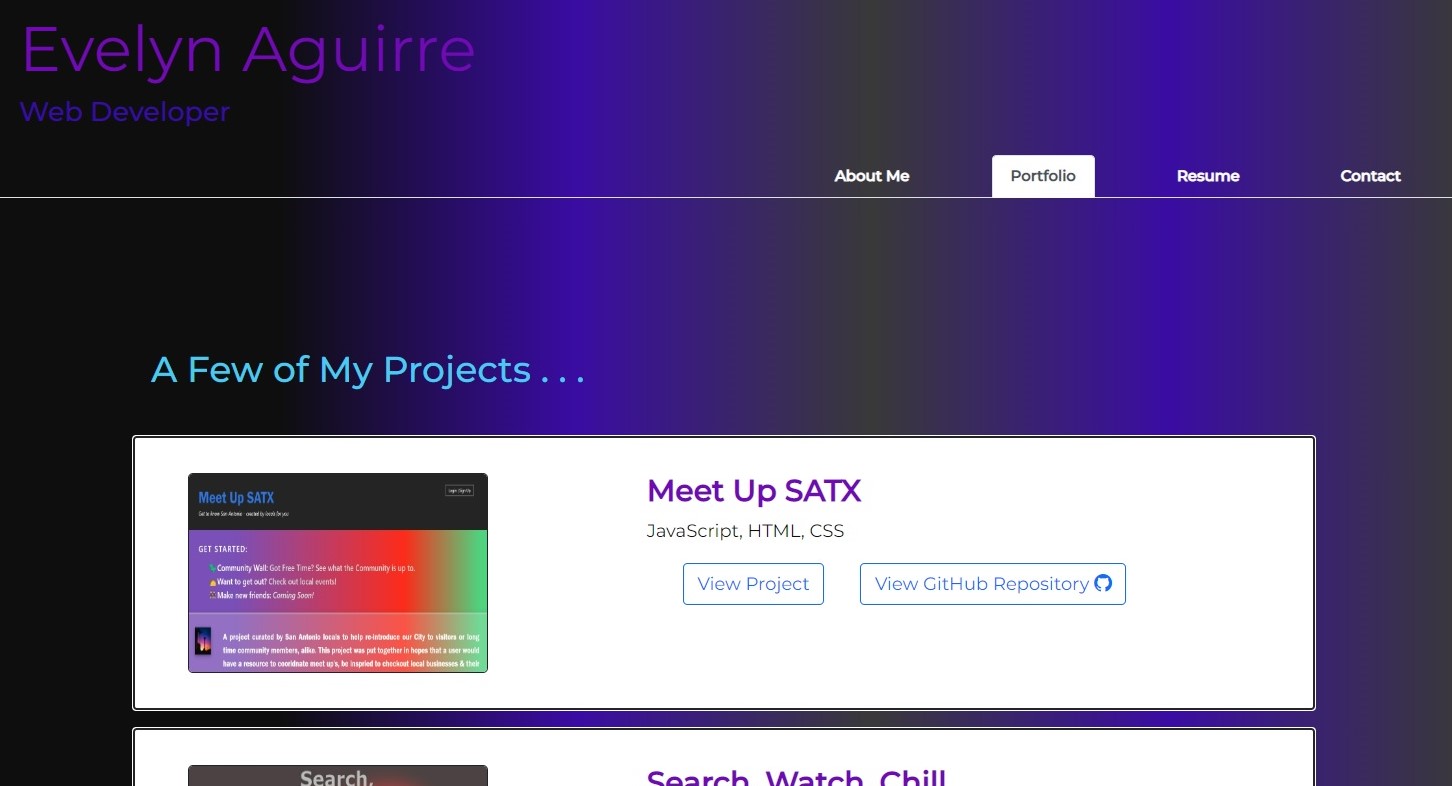 Evelyn Aguirre
Web Developer
About Me
Portfolio
Resume
Contact
A Few of My Projects . . .
Meet Up SATX
Login | SignUp
Get to know San Antonio created by locals for you
GET STARTED:
Community Wall: Got Free Time? See what the Community is up to.
Want to get out? Check out local events!
Make new friends: Coming Soon!
A project curated by San Antonio locals to help re-introduce our City to visitors or long
time community members, alike. This project was put together in hopes that a user would
have a resource to cooridnate meet up's, be inspried to checkout local businesses & their
Meet Up SATX
JavaScript, HTML, CSS
View Project
View GitHub Repository
Search,
Search, Watch, Chill